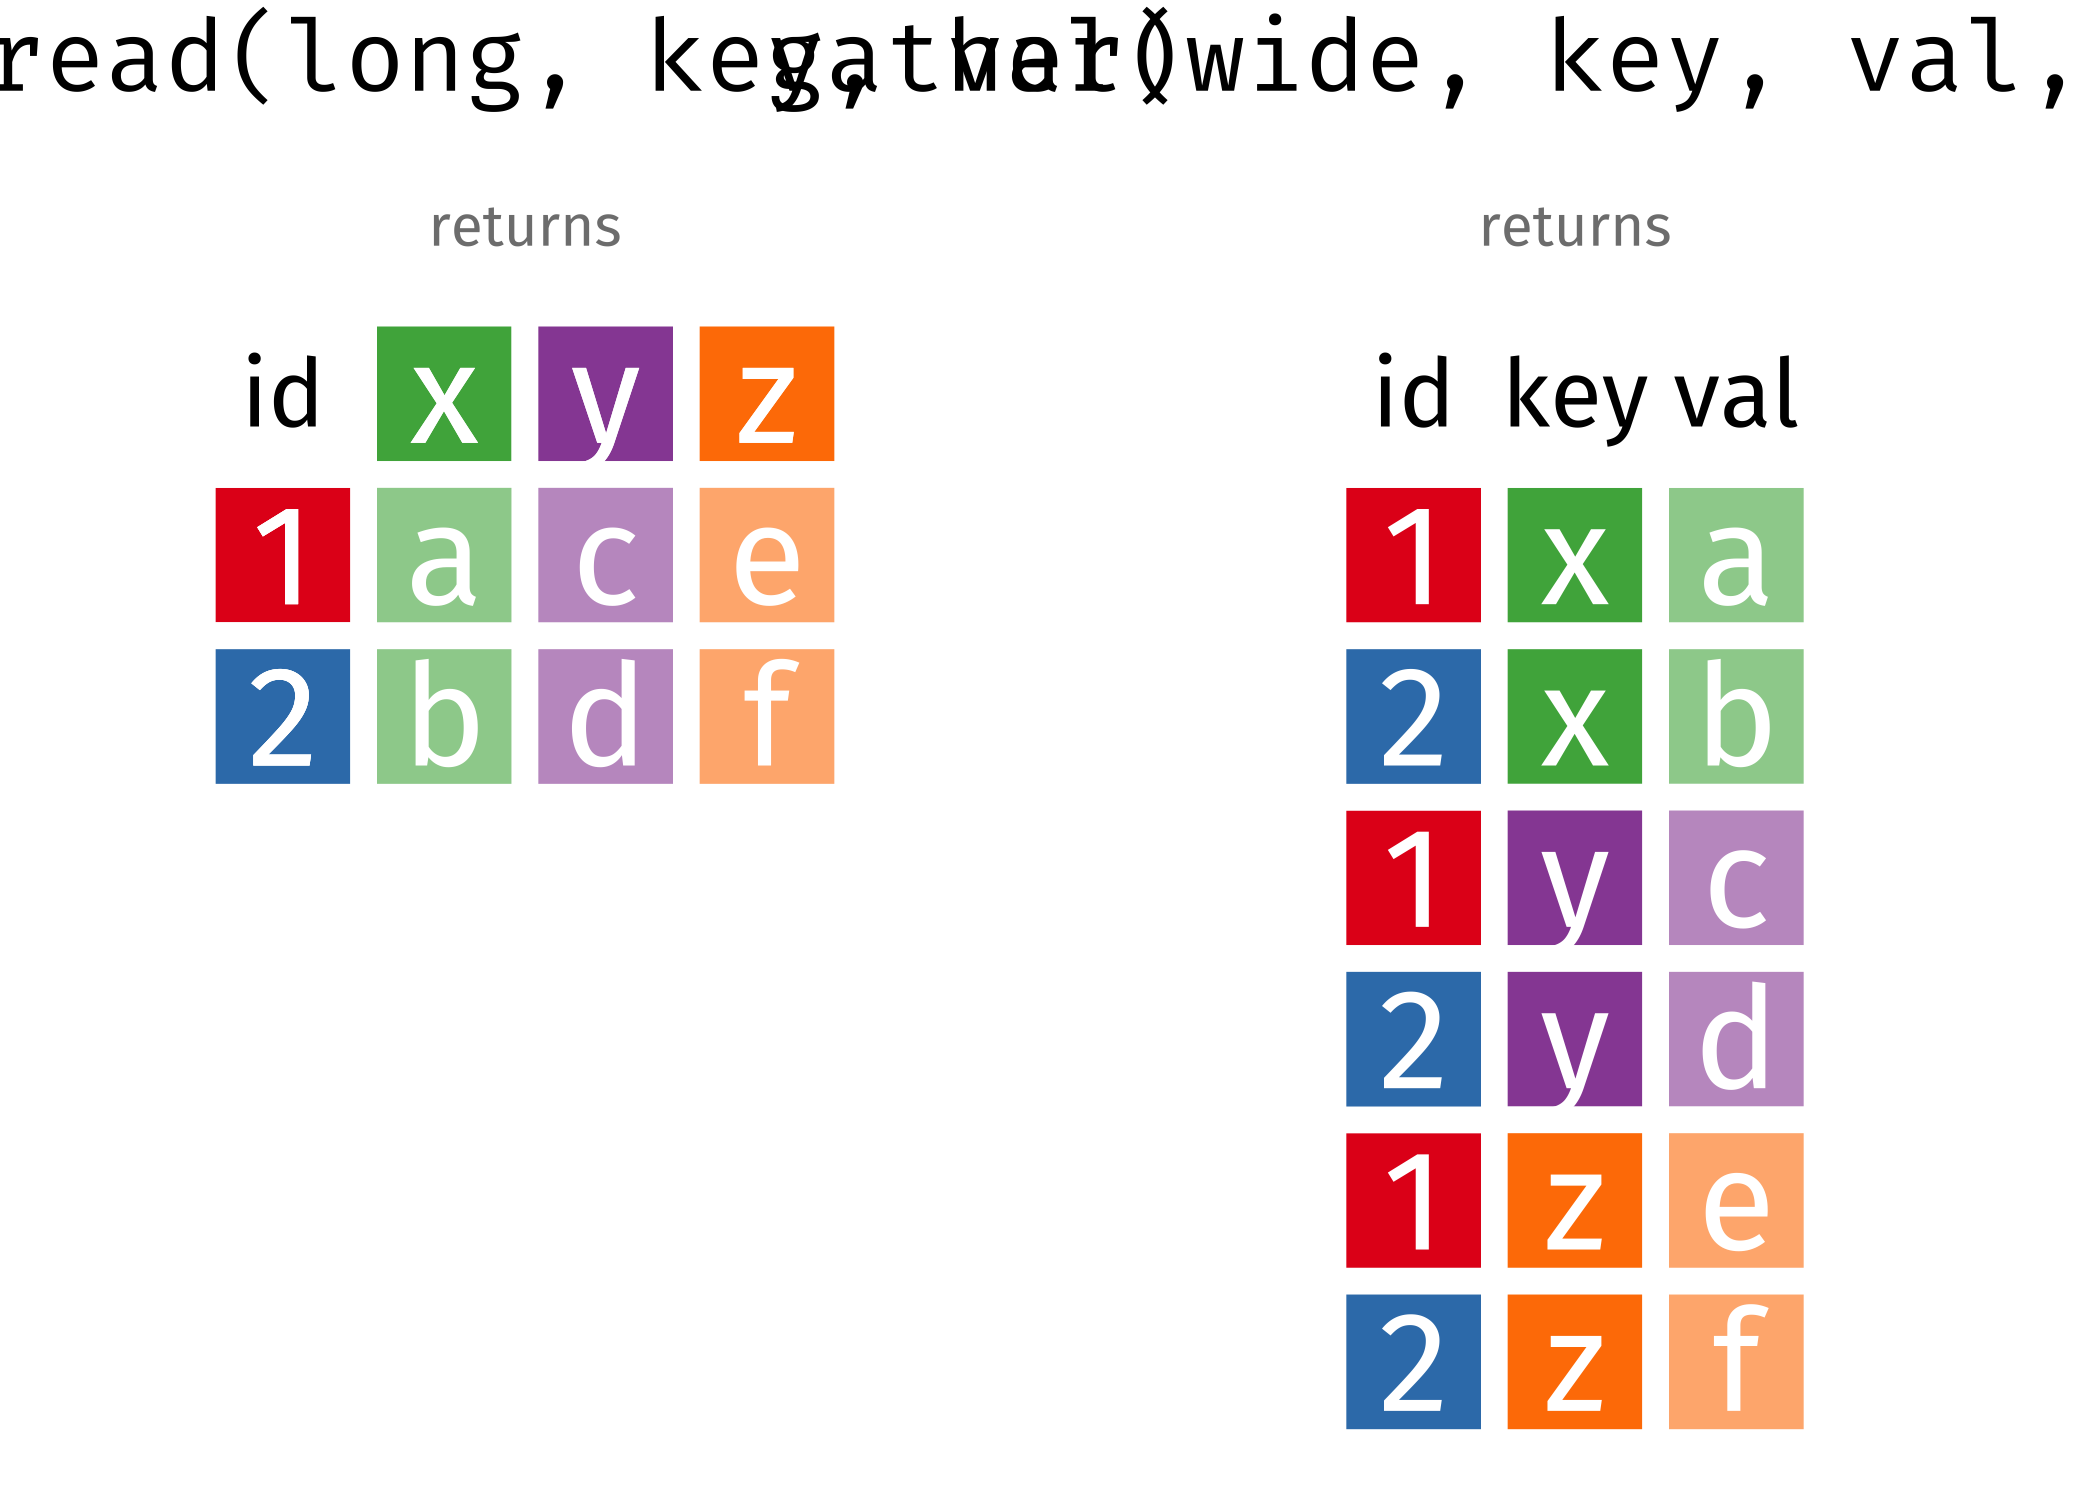 read(long, key, val)
gather(wide, key, val,
returns
returns
id x y z
1 a c e
2 b d f
id key val
1 x a
2 x b
1 y c
2 y d
1 z e
2 z f